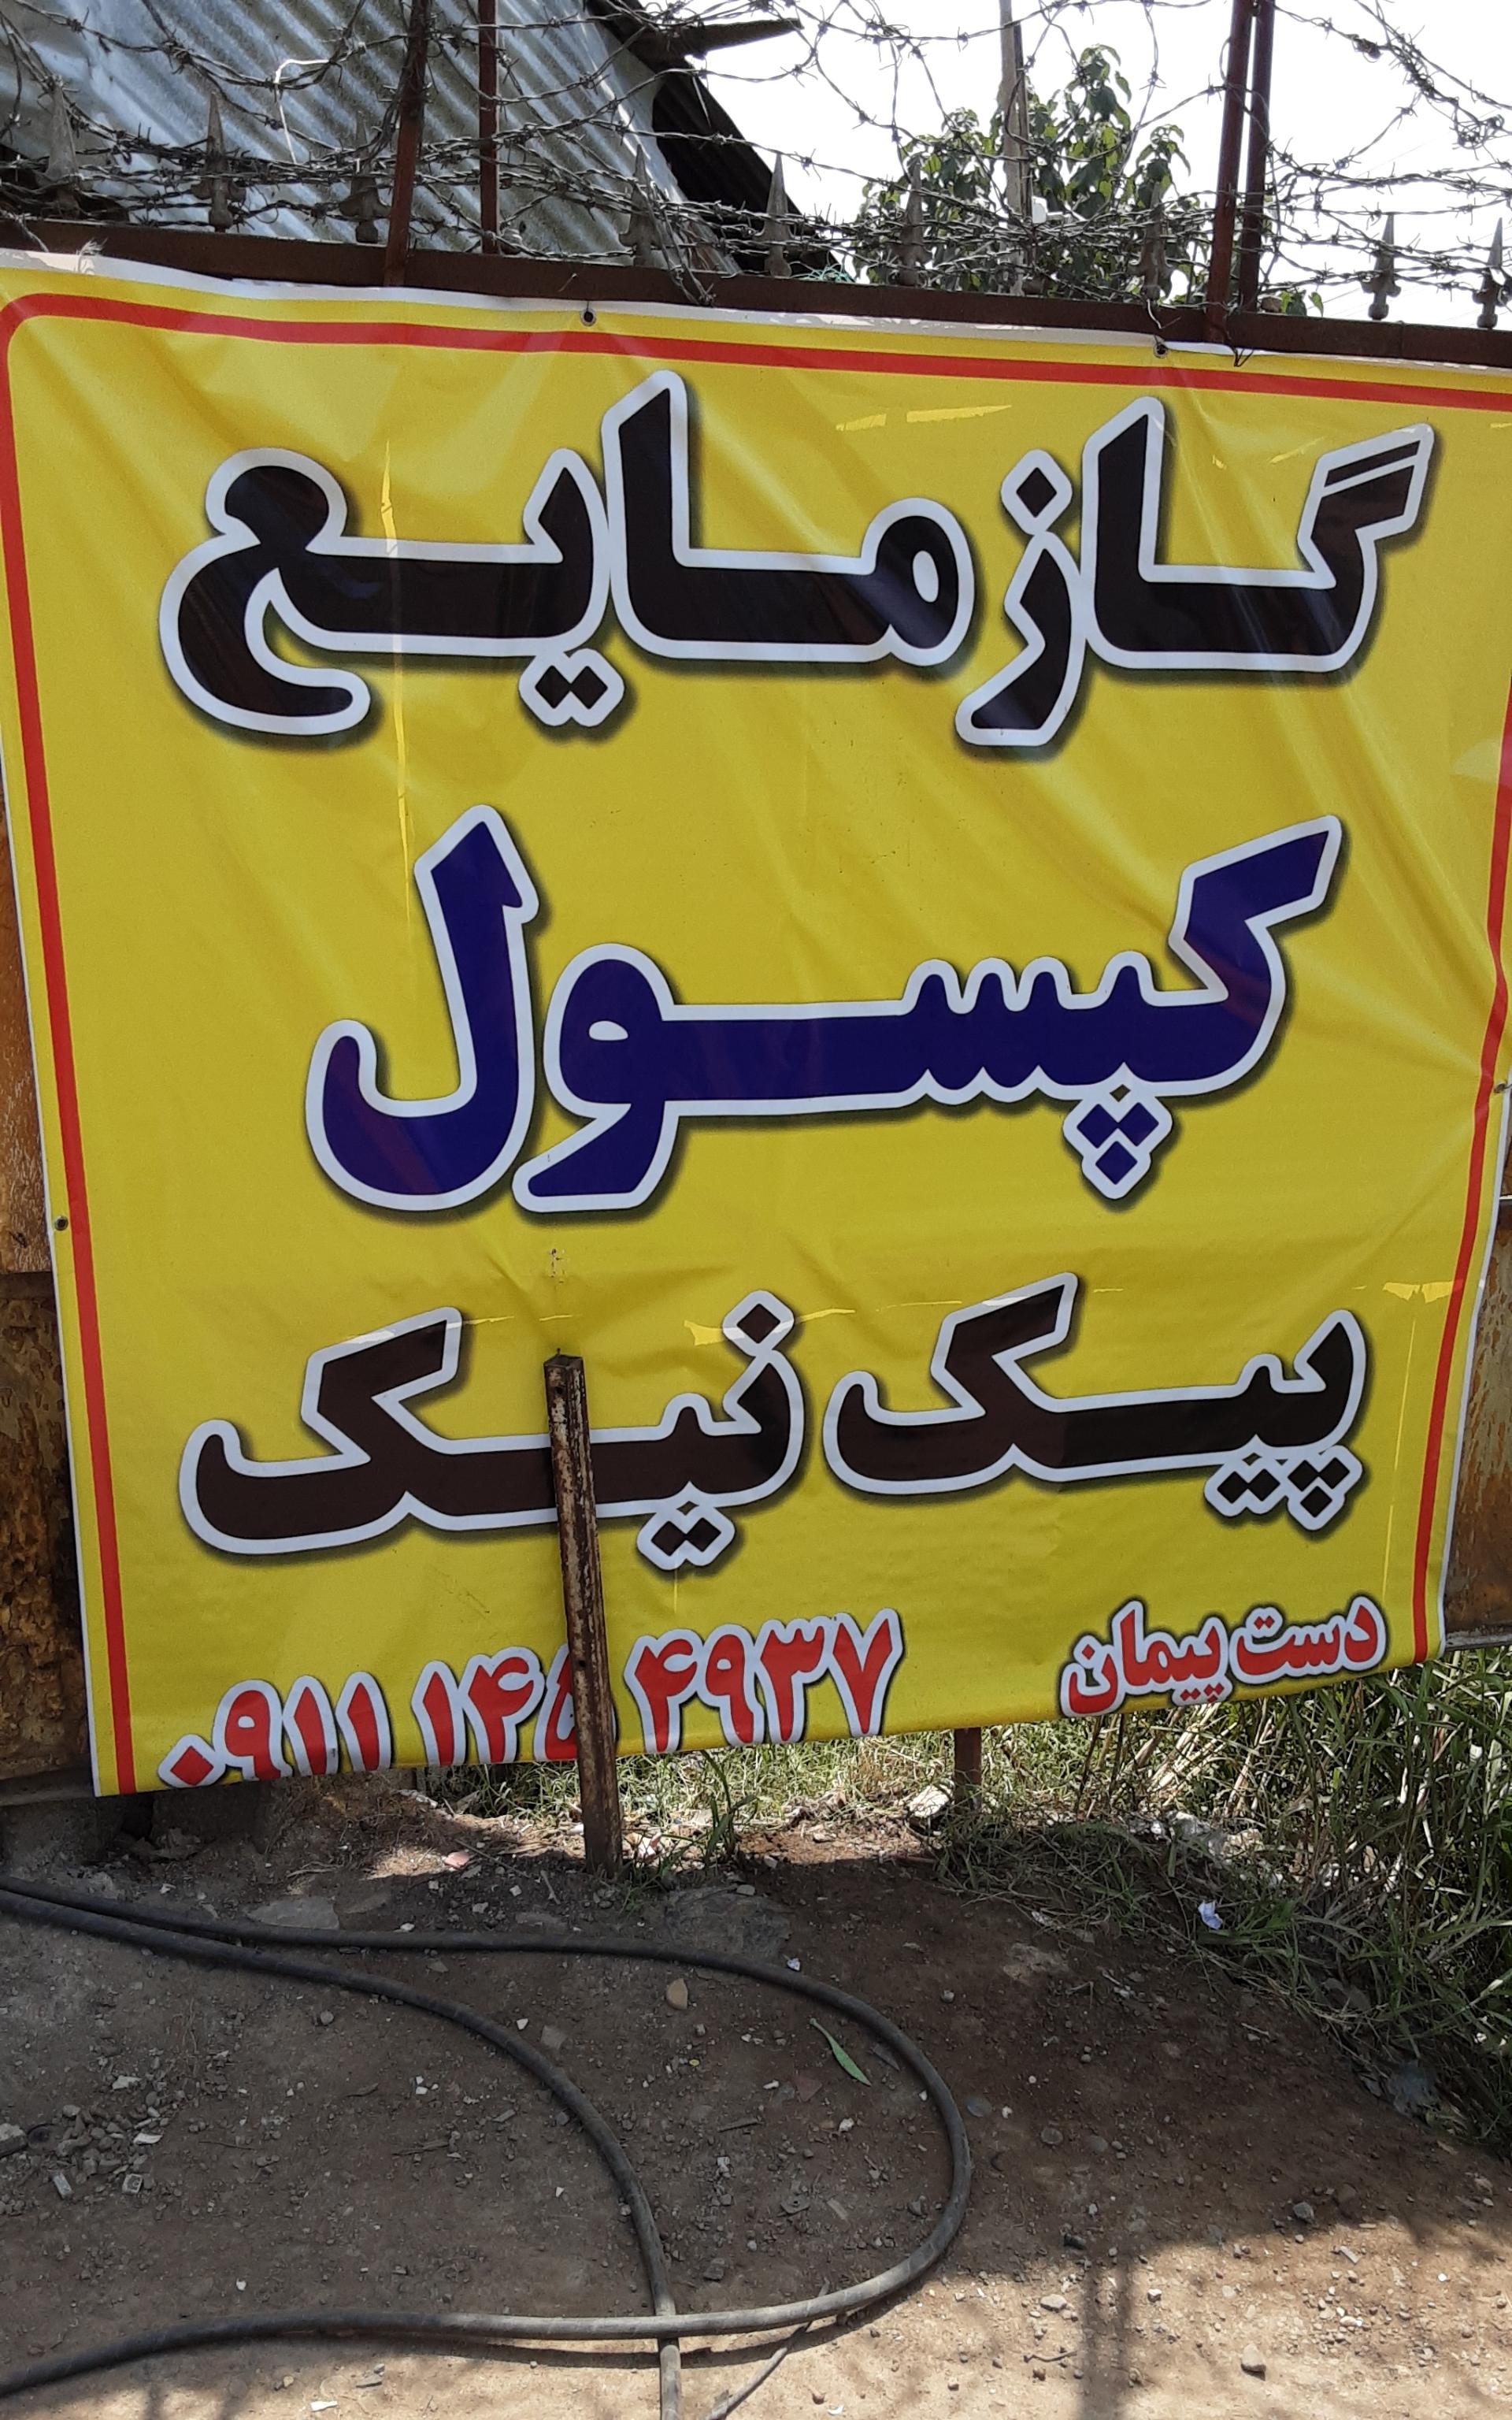 گاز مایع
کپسول
پیک نیک
دست پیمان
۰۹۱۱ ۱۴۵ ۴۹۳۷